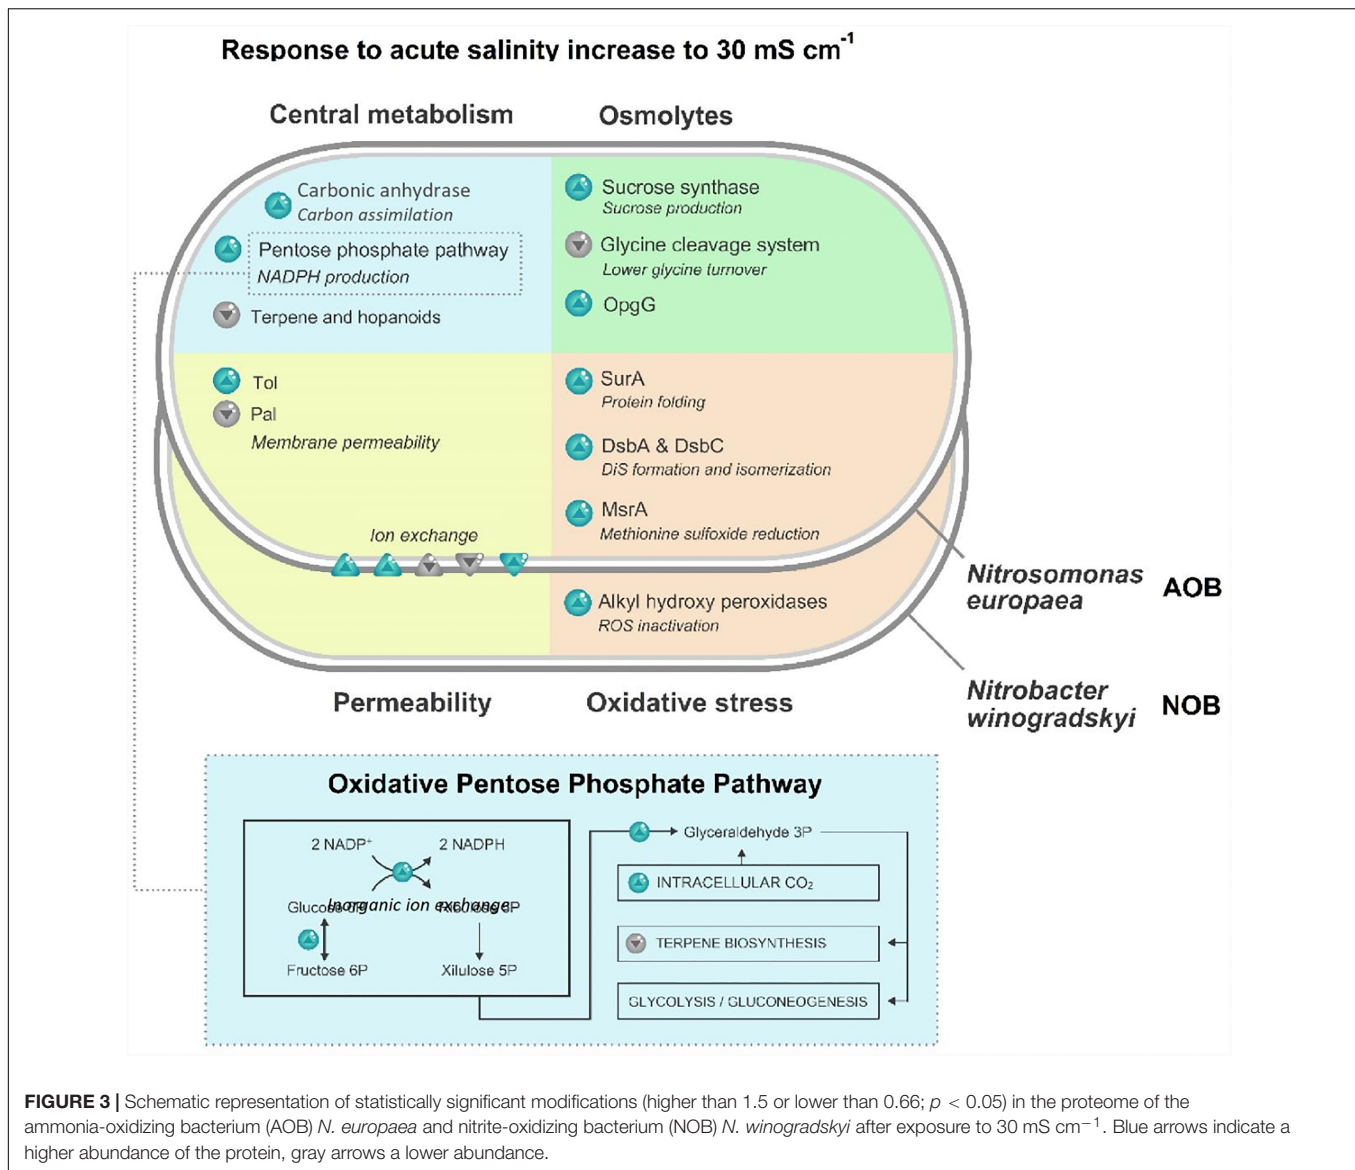 Response to acute salinity increase to 30 mS cm⁻¹
Central metabolism
Osmolytes
Carbonic anhydrase
Carbon assimilation
Pentose phosphate pathway
NADPH production
Terpene and hopanoids
Sucrose synthase
Sucrose production
Glycine cleavage system
Lower glycine turnover
OpgG
Tol
Pal
Membrane permeability
Ion exchange
SurA
Protein folding
DsbA & DsbC
DiS formation and isomerization
MsrA
Methionine sulfoxide reduction
Alkyl hydroxy peroxidases
ROS inactivation
Nitrosomonas
europaea
AOB
Nitrobacter
winogradskyi
NOB
Permeability
Oxidative stress
Oxidative Pentose Phosphate Pathway
2 NADP⁺
2 NADPH
Inorganic ion exchange
Fructose 6P
Xilulose 5P
Glyceraldehyde 3P
INTRACELLULAR CO₂
TERPENE BIOSYNTHESIS
GLYCOLYSIS / GLUCONEOGENESIS
FIGURE 3 | Schematic representation of statistically significant modifications (higher than 1.5 or lower than 0.66; p < 0.05) in the proteome of the
ammonia-oxidizing bacterium (AOB) N. europaea and nitrite-oxidizing bacterium (NOB) N. winogradskyi after exposure to 30 mS cm⁻¹. Blue arrows indicate a
higher abundance of the protein, gray arrows a lower abundance.